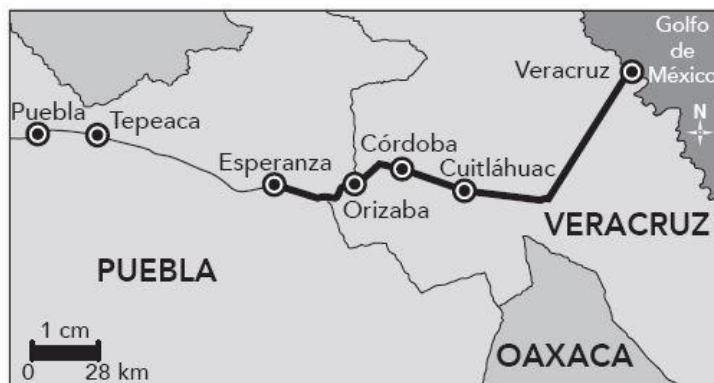 Golfo
de
México
Veracruz
N
Puebla
Tepeaca
Córdoba
Esperanza
Cuitláhuac
Orizaba
VERACRUZ
PUEBLA
1 cm
0 28 km
OAXACA